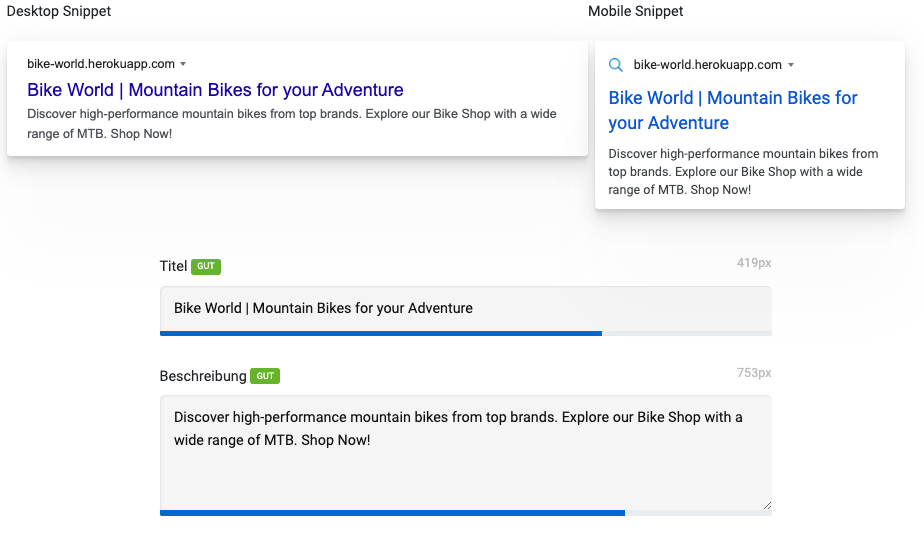 Desktop Snippet
Mobile Snippet
bike-world.herokuapp.com
Bike World | Mountain Bikes for your Adventure
Discover high-performance mountain bikes from top brands. Explore our Bike Shop with a wide
range of MTB. Shop Now!
bike-world.herokuapp.com
Bike World | Mountain Bikes for
your Adventure
Discover high-performance mountain bikes from
top brands. Explore our Bike Shop with a wide
range of MTB. Shop Now!
Titel GUT
419px
Bike World | Mountain Bikes for your Adventure
Beschreibung GUT
753px
Discover high-performance mountain bikes from top brands. Explore our Bike Shop with a
wide range of MTB. Shop Now!